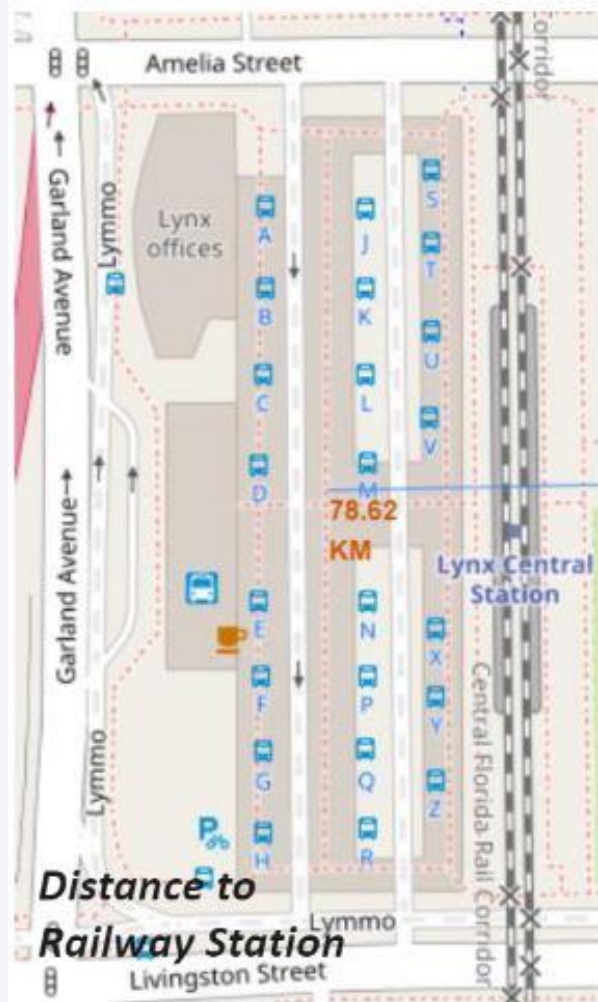 Corridor
Amelia Street
Garland Avenue
Lymmo
Lynx
offices
A
J
S
B
K
T
C
L
U
D
M
V
78.62
KM
Garland Avenue
Lynx Central
Station
E
N
X
F
P
Y
G
Q
Z
P
H
R
Lymmo
Central Florida Rail Corridor
Distance to
Railway Station
Lymmo
Livingston Street